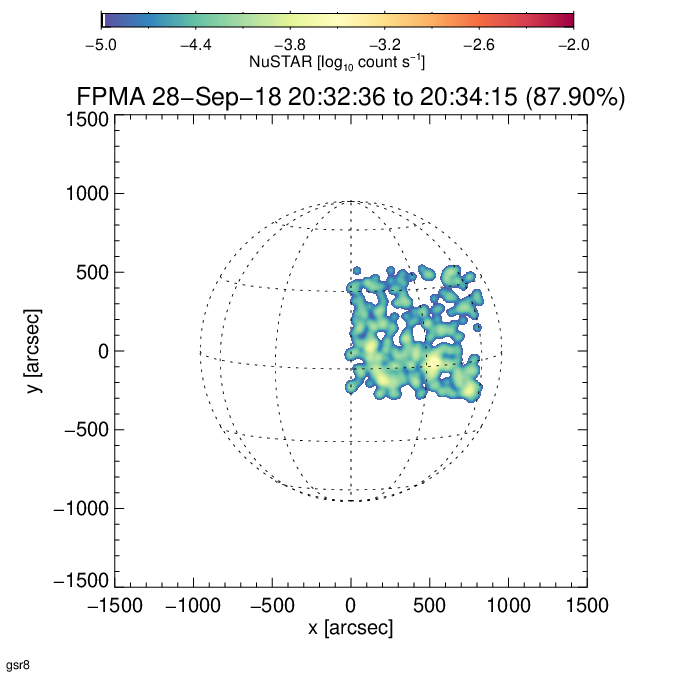 −5.0 −4.4 −3.8 −3.2 −2.6 −2.0
NuSTAR [log₁₀ count s⁻¹]
FPMA 28−Sep−18 20:32:36 to 20:34:15 (87.90%)
1500
1000
500
0
−500
−1000
−1500
y [arcsec]
−1500 −1000 −500 0 500 1000 1500
x [arcsec]
gsr8